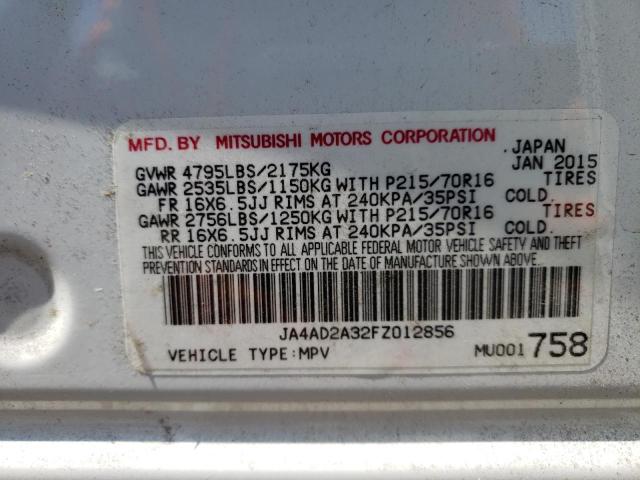 MFD. BY MITSUBISHI MOTORS CORPORATION . JAPAN
GVWR 4795LBS/2175KG JAN 2015
GAWR 2535LBS/1150KG WITH P215/70R16 TIRES
FR 16X6.5JJ RIMS AT 240KPA/35PSI COLD.
GAWR 2756LBS/1250KG WITH P215/70R16 TIRES
RR 16X6.5JJ RIMS AT 240KPA/35PSI COLD.
THIS VEHICLE CONFORMS TO ALL APPLICABLE FEDERAL MOTOR VEHICLE SAFETY AND THEFT
PREVENTION STANDARDS IN EFFECT ON THE DATE OF MANUFACTURE SHOWN ABOVE.
JA4AD2A32FZ012856
VEHICLE TYPE:MPV MU001 758